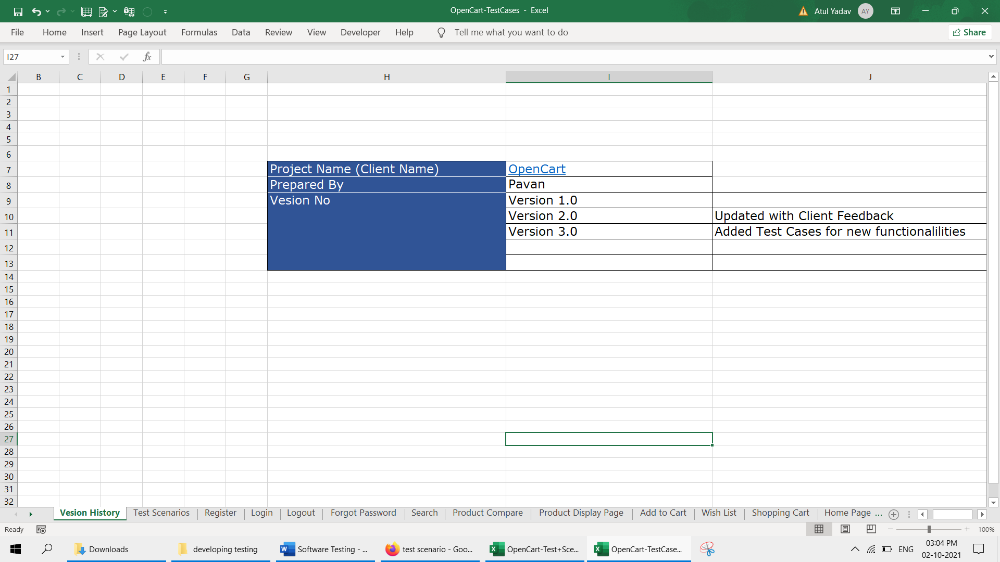 OpenCart-TestCases - Excel
Atul Yadav AY
File Home Insert Page Layout Formulas Data Review View Developer Help Tell me what you want to do Share
I27 fx
B C D E F G H I J
1
2
3
4
5
6
7 Project Name (Client Name) OpenCart
8 Prepared By Pavan
9 Vesion No Version 1.0
10 Version 2.0 Updated with Client Feedback
11 Version 3.0 Added Test Cases for new functionalilities
12
13
14
15
16
17
18
19
20
21
22
23
24
25
26
27
28
29
30
31
32
Vesion History Test Scenarios Register Login Logout Forgot Password Search Product Compare Product Display Page Add to Cart Wish List Shopping Cart Home Page ...
Ready 100%
Downloads developing testing Software Testing - ... test scenario - Goo... OpenCart-Test+Sce... OpenCart-TestCase... ENG 03:04 PM
02-10-2021